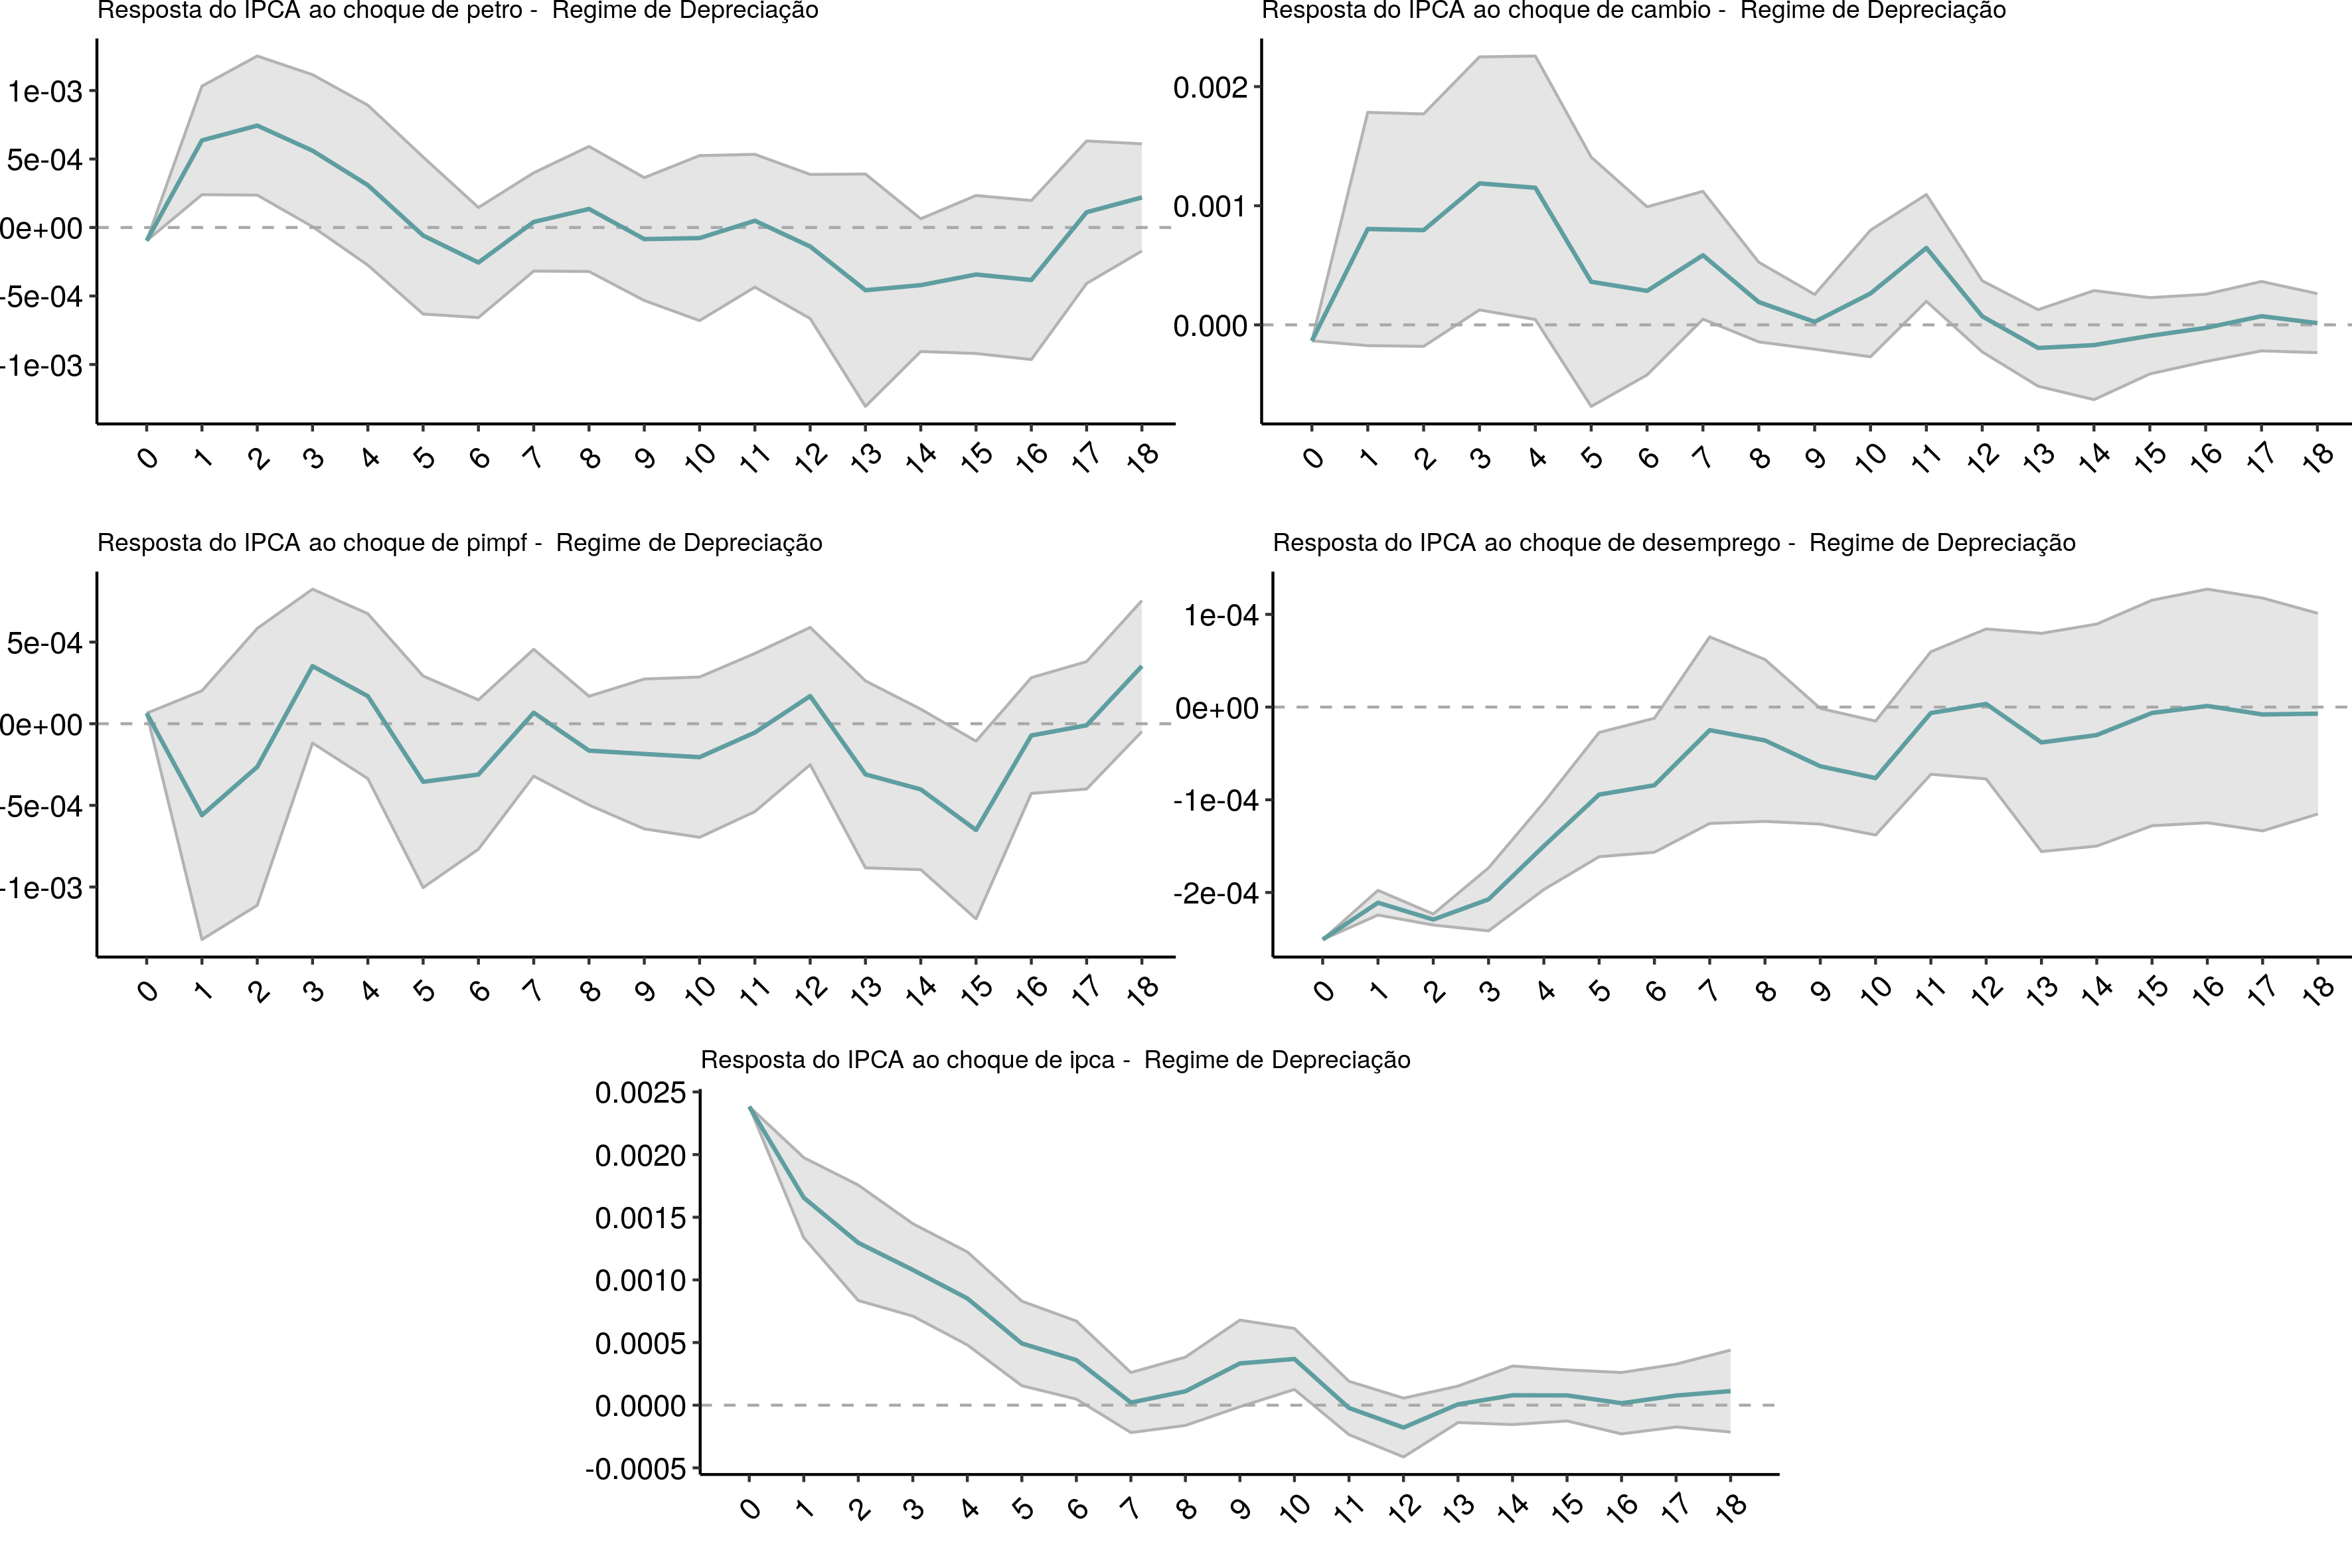 Resposta do IPCA ao choque de petro -  Regime de Depreciação
1e-03
5e-04
0e+00
-5e-04
-1e-03
0 1 2 3 4 5 6 7 8 9 10 11 12 13 14 15 16 17 18
Resposta do IPCA ao choque de cambio -  Regime de Depreciação
0.002
0.001
0.000
0 1 2 3 4 5 6 7 8 9 10 11 12 13 14 15 16 17 18
Resposta do IPCA ao choque de pimpf -  Regime de Depreciação
5e-04
0e+00
-5e-04
-1e-03
0 1 2 3 4 5 6 7 8 9 10 11 12 13 14 15 16 17 18
Resposta do IPCA ao choque de desemprego -  Regime de Depreciação
1e-04
0e+00
-1e-04
-2e-04
0 1 2 3 4 5 6 7 8 9 10 11 12 13 14 15 16 17 18
Resposta do IPCA ao choque de ipca -  Regime de Depreciação
0.0025
0.0020
0.0015
0.0010
0.0005
0.0000
-0.0005
0 1 2 3 4 5 6 7 8 9 10 11 12 13 14 15 16 17 18